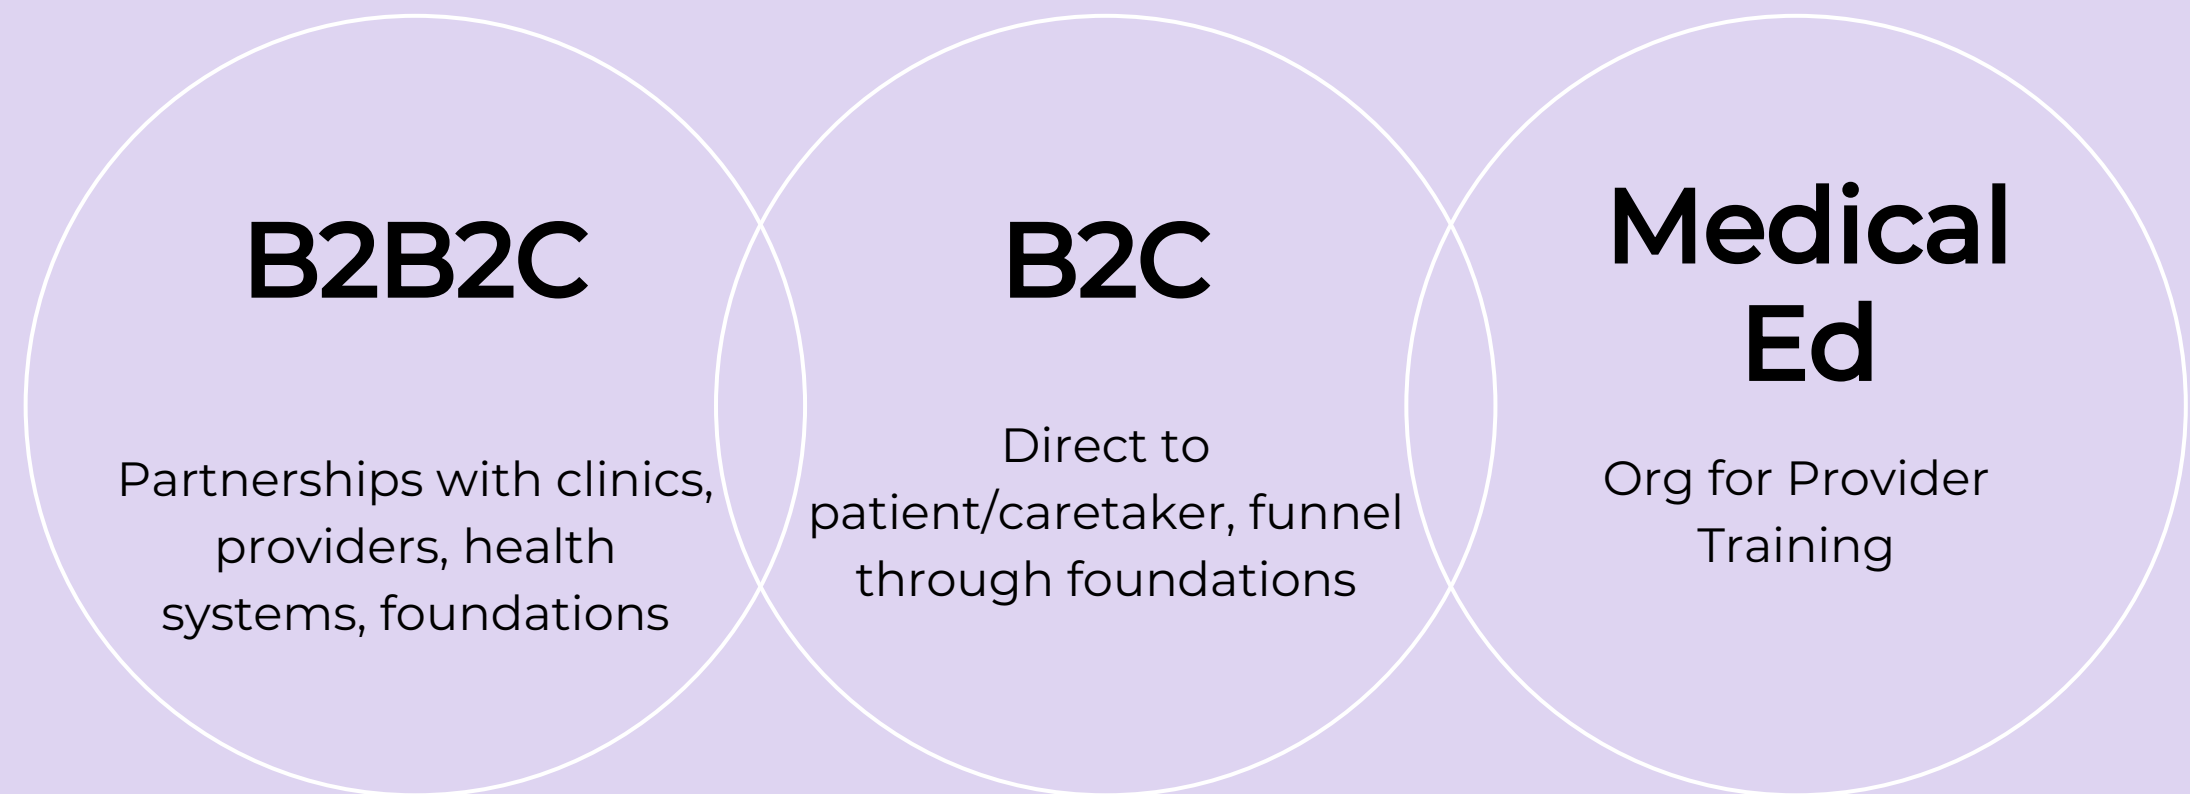 B2B2C
Partnerships with clinics,
providers, health
systems, foundations
B2C
Direct to
patient/caretaker, funnel
through foundations
Medical
Ed
Org for Provider
Training